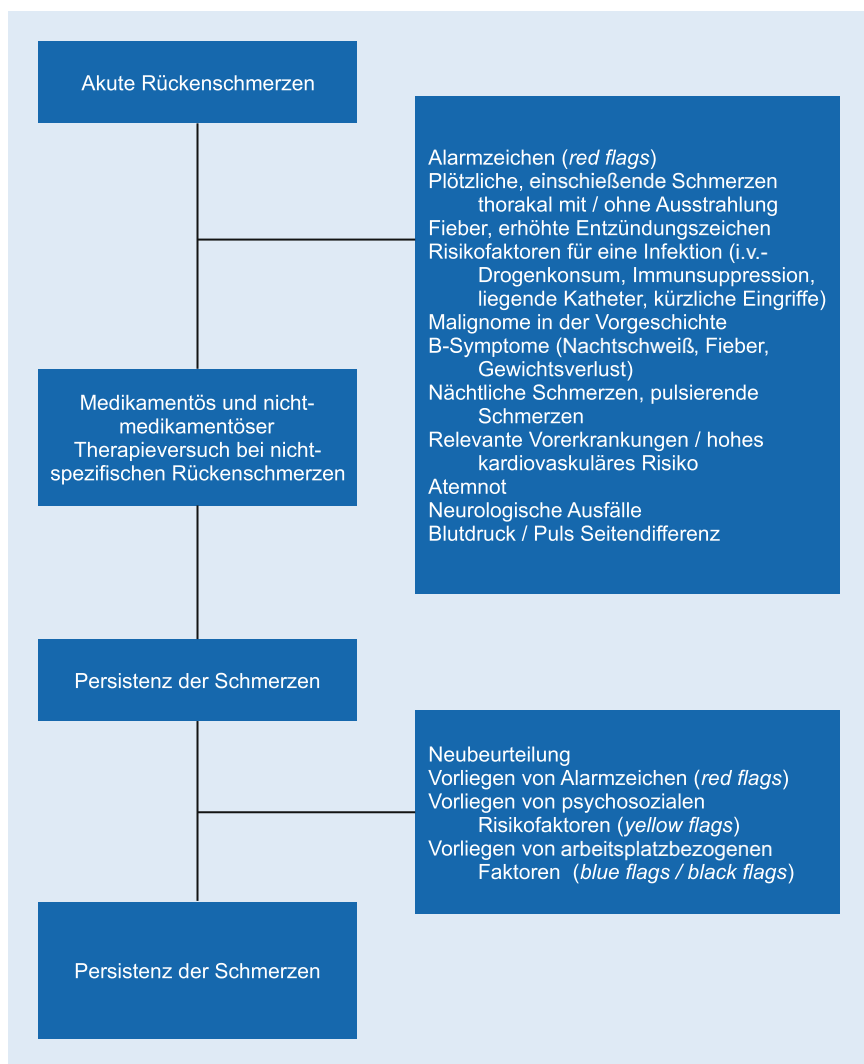 Akute Rückenschmerzen
Alarmzeichen (red flags)
Plötzliche, einschießende Schmerzen
thorakal mit / ohne Ausstrahlung
Fieber, erhöhte Entzündungszeichen
Risikofaktoren für eine Infektion (i.v.-
Drogenkonsum, Immunsuppression,
liegende Katheter, kürzliche Eingriffe)
Malignome in der Vorgeschichte
B-Symptome (Nachtschweiß, Fieber,
Gewichtsverlust)
Nächtliche Schmerzen, pulsierende
Schmerzen
Relevante Vorerkrankungen / hohes
kardiovaskuläres Risiko
Atemnot
Neurologische Ausfälle
Blutdruck / Puls Seitendifferenz
Medikamentös und nicht-
medikamentöser
Therapieversuch bei nicht-
spezifischen Rückenschmerzen
Persistenz der Schmerzen
Neubeurteilung
Vorliegen von Alarmzeichen (red flags)
Vorliegen von psychosozialen
Risikofaktoren (yellow flags)
Vorliegen von arbeitsplatzbezogenen
Faktoren (blue flags / black flags)
Persistenz der Schmerzen